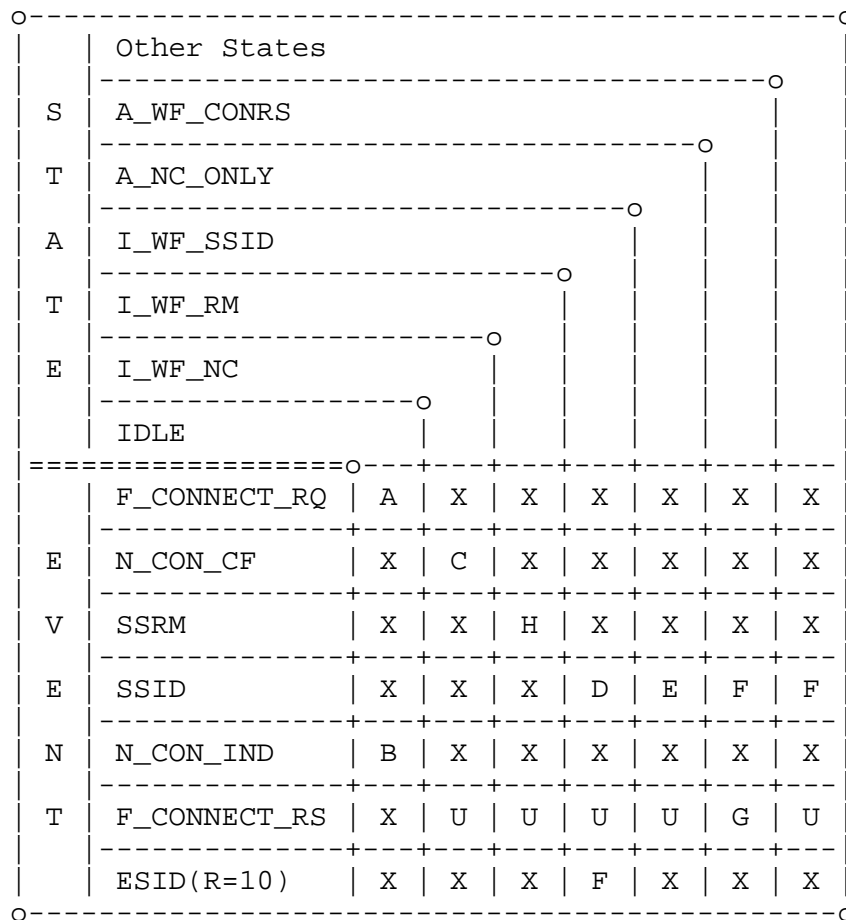 o----------------------------------------------o
|   | Other States
|   |--------------------------------------o
| S | A_WF_CONRS                           |
|   |----------------------------------o   |
| T | A_NC_ONLY                        |   |
|   |------------------------------o   |   |
| A | I_WF_SSID                    |   |   |
|   |--------------------------o   |   |   |
| T | I_WF_RM                  |   |   |   |
|   |----------------------o   |   |   |   |
| E | I_WF_NC              |   |   |   |   |
|   |------------------o   |   |   |   |   |
|   | IDLE             |   |   |   |   |   |
|==================o---+---+---+---+---+---+---|
|   | F_CONNECT_RQ | A | X | X | X | X | X | X |
|   |--------------+---+---+---+---+---+---+---|
| E | N_CON_CF     | X | C | X | X | X | X | X |
|   |--------------+---+---+---+---+---+---+---|
| V | SSRM         | X | X | H | X | X | X | X |
|   |--------------+---+---+---+---+---+---+---|
| E | SSID         | X | X | X | D | E | F | F |
|   |--------------+---+---+---+---+---+---+---|
| N | N_CON_IND    | B | X | X | X | X | X | X |
|   |--------------+---+---+---+---+---+---+---|
| T | F_CONNECT_RS | X | U | U | U | U | G | U |
|   |--------------+---+---+---+---+---+---+---|
|   | ESID(R=10)   | X | X | X | F | X | X | X |
o----------------------------------------------o